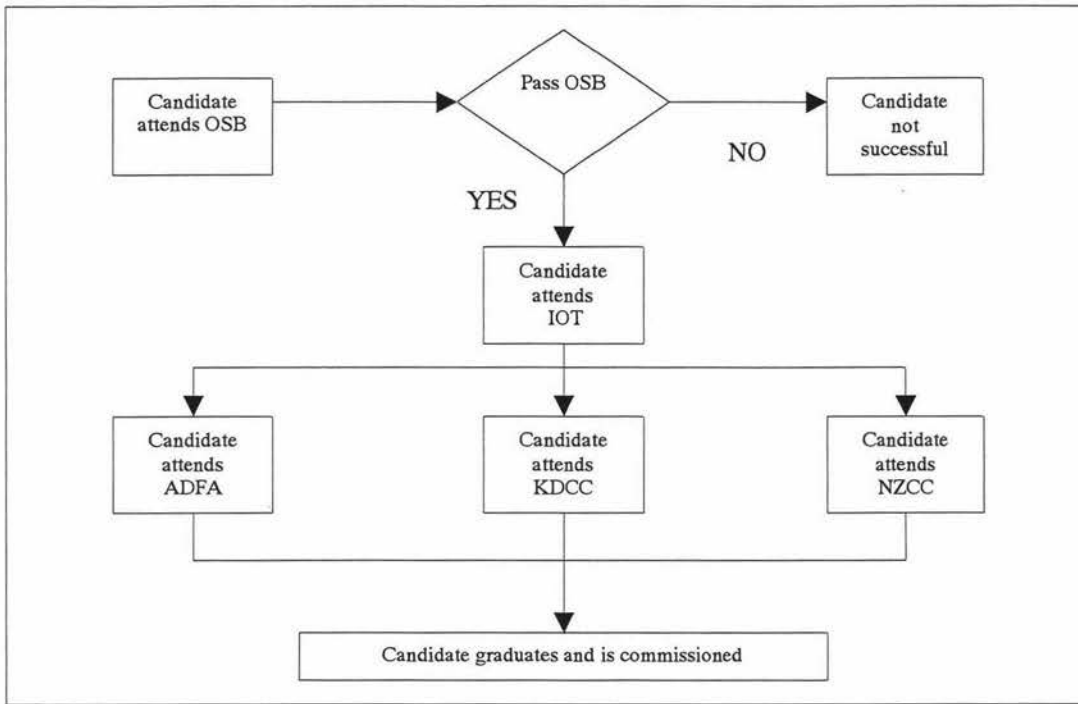 Candidate
attends OSB
Pass OSB
Candidate
not
successful
NO
YES
Candidate
attends
IOT
Candidate
attends
ADFA
Candidate
attends
KDCC
Candidate
attends
NZCC
Candidate graduates and is commissioned